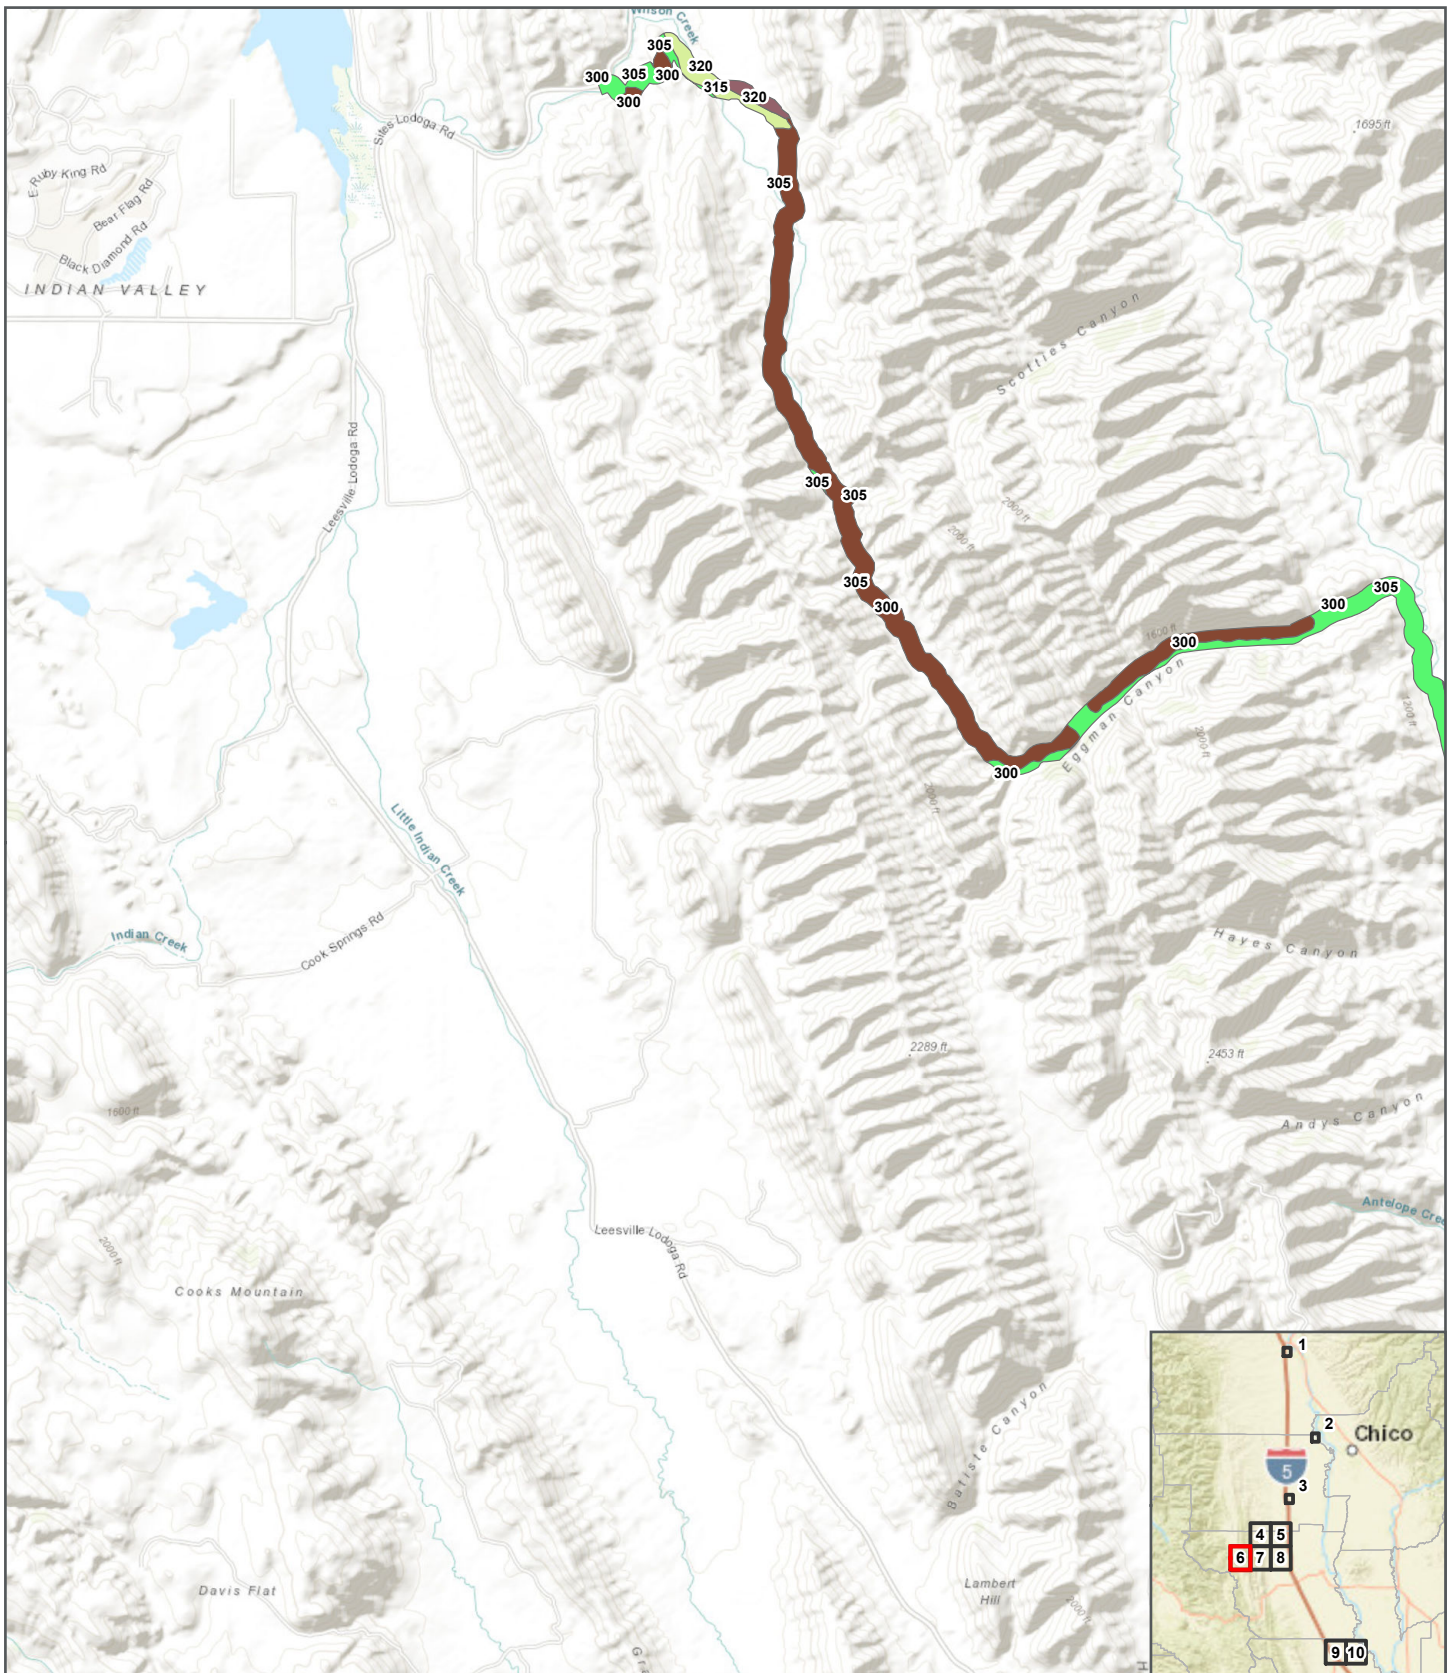 Wilson Creek
305
320
300
305
300
315
320
300
Sites Lodoga Rd
1695 ft
E Ruby King Rd
305
Bear Flag Rd
Black Diamond Rd
INDIAN VALLEY
Scotties Canyon
Leesville Lodoga Rd
305
305
2000 ft
2000 ft
305
300
300
305
1600 ft
300
Eggman Canyon
1200 ft
2000 ft
300
2000 ft
Little Indian Creek
Cook Springs Rd
Indian Creek
Hayes Canyon
2289 ft
2453 ft
1600 ft
Andys Canyon
Antelope Cree
Leesville Lodoga Rd
2000 ft
Cooks Mountain
Batiste Canyon
Davis Flat
Lambert
Hill
2000 ft
Gra
H
1
2
Chico
5
3
4
5
6
7
8
9
10